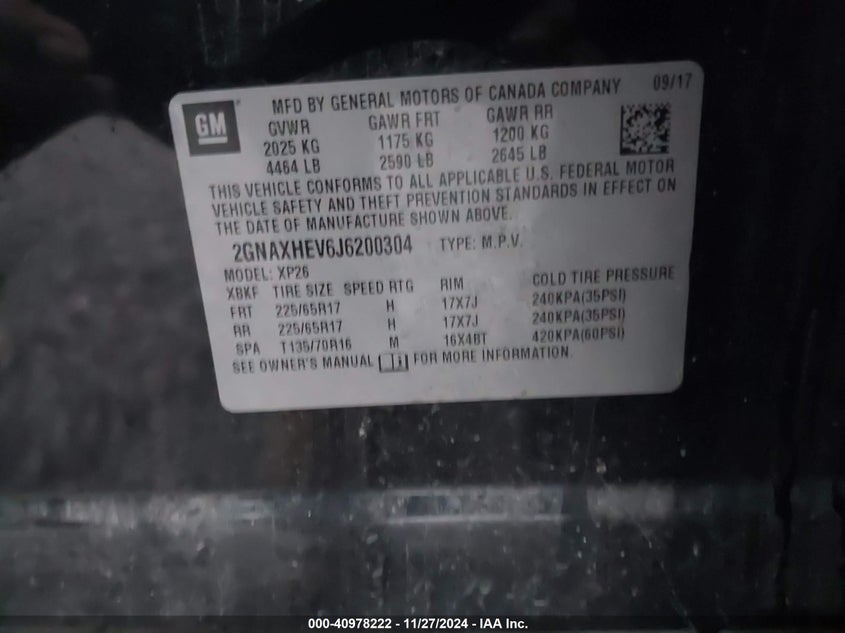 GM
MFD BY GENERAL MOTORS OF CANADA COMPANY 09/17
GVWR GAWR FRT GAWR RR
2025 KG 1175 KG 1200 KG
4464 LB 2590 LB 2645 LB
THIS VEHICLE CONFORMS TO ALL APPLICABLE U.S. FEDERAL MOTOR
VEHICLE SAFETY AND THEFT PREVENTION STANDARDS IN EFFECT ON
THE DATE OF MANUFACTURE SHOWN ABOVE.
2GNAXHEV6J6200304 TYPE: M.P.V.
MODEL: XP26
XBKF TIRE SIZE SPEED RTG RIM COLD TIRE PRESSURE
FRT 225/65R17 H 17X7J 240KPA(35PSI)
RR 225/65R17 H 17X7J 240KPA(35PSI)
SPA T135/70R16 M 16X4BT 420KPA(60PSI)
SEE OWNER'S MANUAL i FOR MORE INFORMATION.
000-40978222 - 11/27/2024 - IAA Inc.